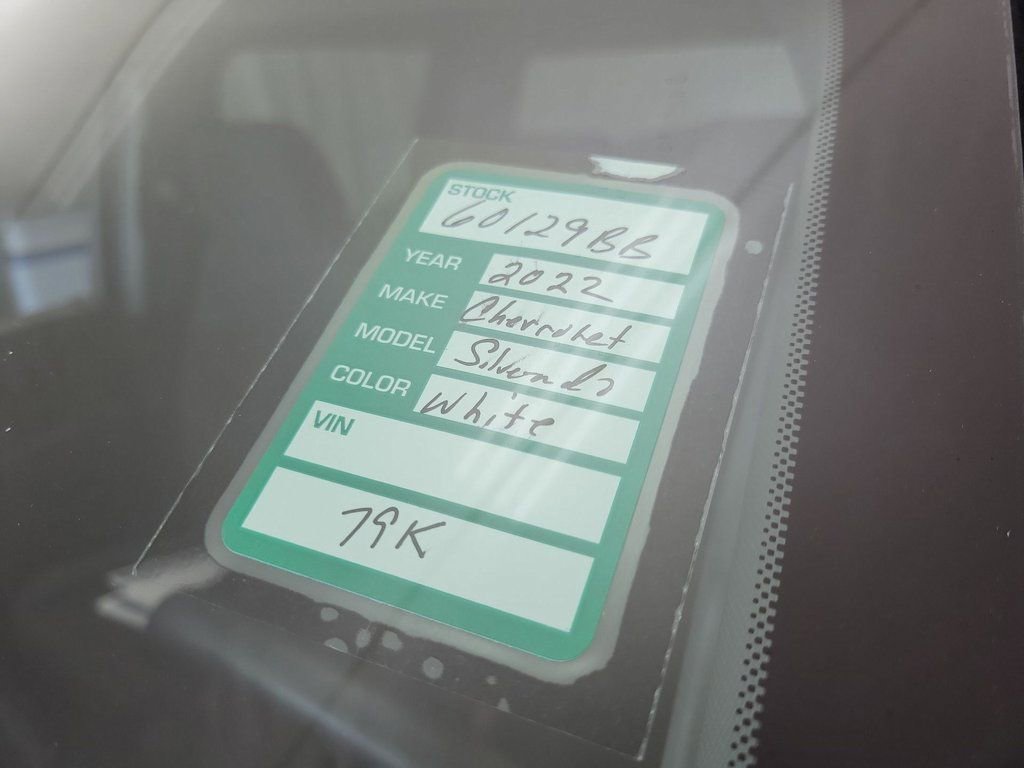 STOCK
60129BB
YEAR 2022
MAKE Chevrolet
MODEL Silverado
COLOR White
VIN
79K